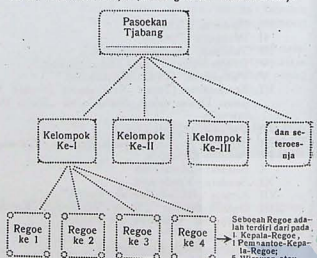 Pasoekan
Tjabang
Kelompok
Ke-I
Kelompok
Ke-II
Kelompok
Ke-III
dan se-
teroes-
nja
Regoe
ke 1
Regoe
ke 2
Regoe
ke 3
Regoe
ke 4
Seboeah Regoe ada-
lah terdiri dari pada
1 Kepala-Regoe,
1 Pembantoe-Kepa-
la-Regoe;